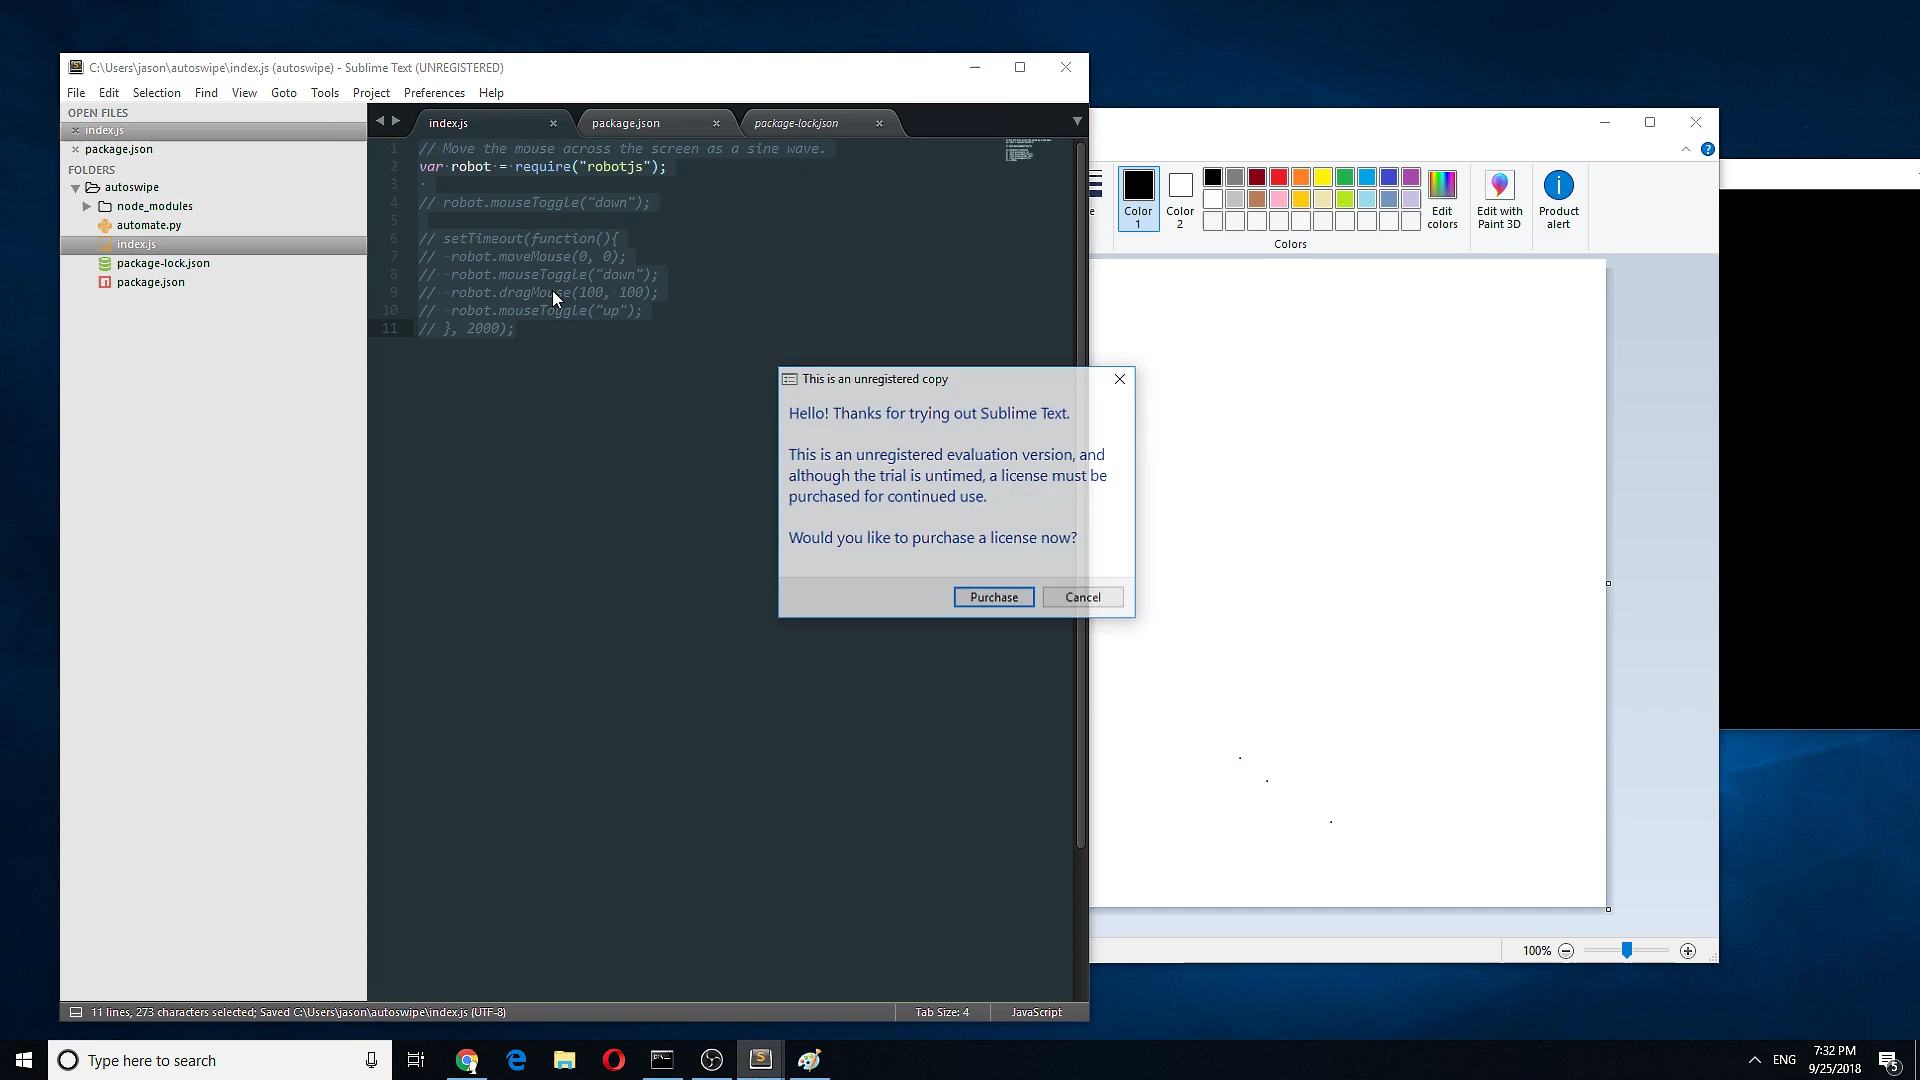 C:\Users\jason\autoswipe\index.js (autoswipe) - Sublime Text (UNREGISTERED)
File Edit Selection Find View Goto Tools Project Preferences Help
OPEN FILES
index.js
package.json
FOLDERS
autoswipe
node_modules
automate.py
index.js
package-lock.json
package.json
index.js package.json package-lock.json
1 // Move the mouse across the screen as a sine wave.
2 var robot = require("robotjs");
3
4 // robot.mouseToggle("down");
5
6 // setTimeout(function(){
7 // robot.moveMouse(0, 0);
8 // robot.mouseToggle("down");
9 // robot.dragMouse(100, 100);
10 // robot.mouseToggle("up");
11 // }, 2000);
This is an unregistered copy
Hello! Thanks for trying out Sublime Text.
This is an unregistered evaluation version, and
although the trial is untimed, a license must be
purchased for continued use.
Would you like to purchase a license now?
Purchase Cancel
Color
1
Color
2
Edit
colors
Edit with
Paint 3D
Product
alert
Colors
100%
11 lines, 273 characters selected; Saved C:\Users\jason\autoswipe\index.js (UTF-8)
Tab Size: 4
JavaScript
Type here to search
ENG
7:32 PM
9/25/2018
5